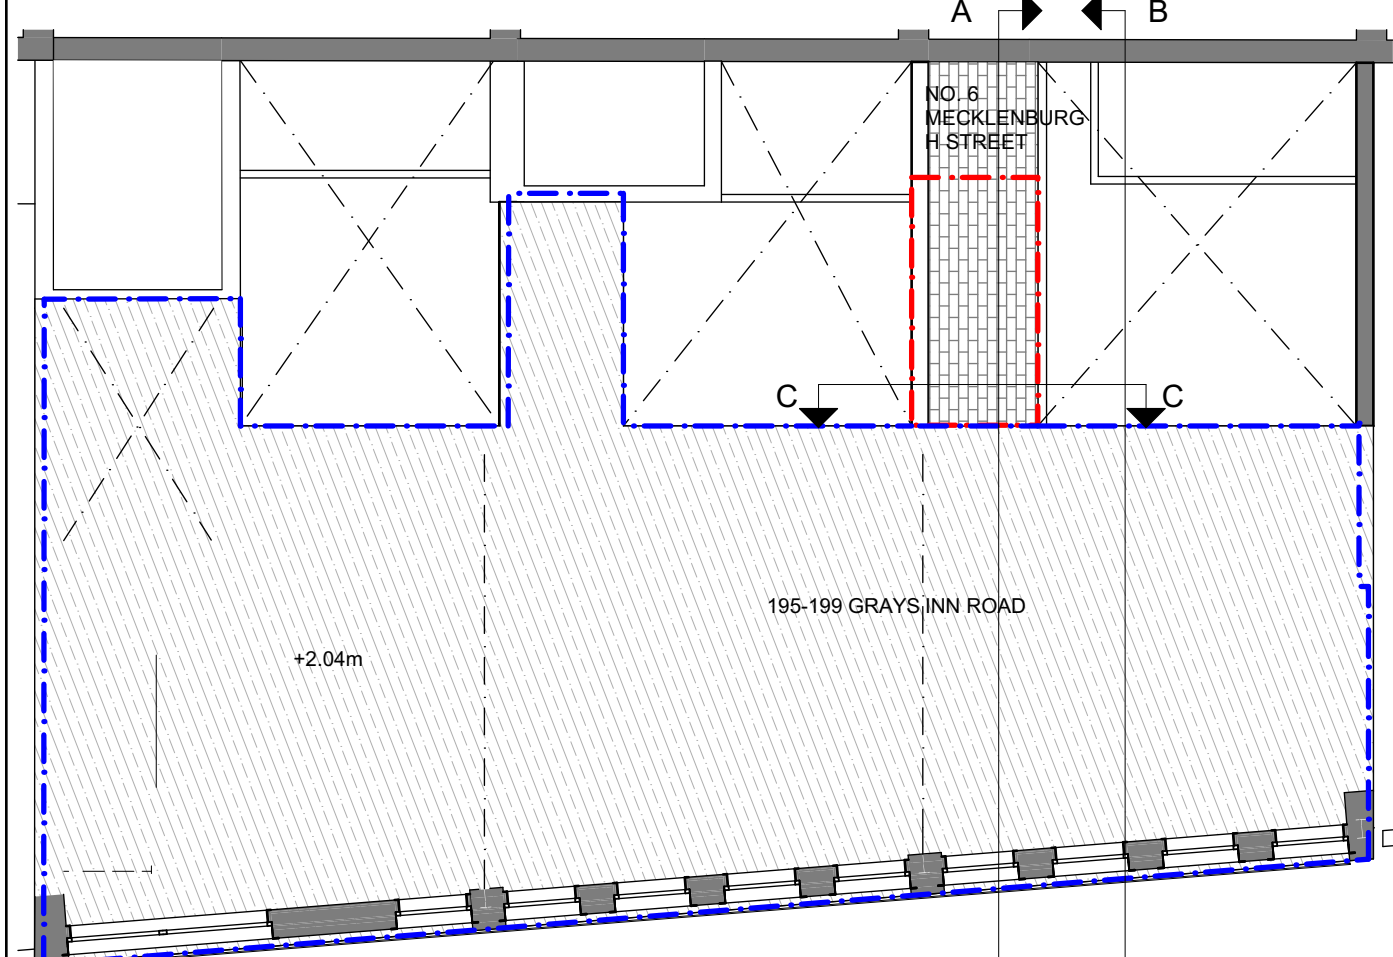 A B
NO. 6
MECKLENBURG
H STREET
C C
195-199 GRAYS INN ROAD
+2.04m